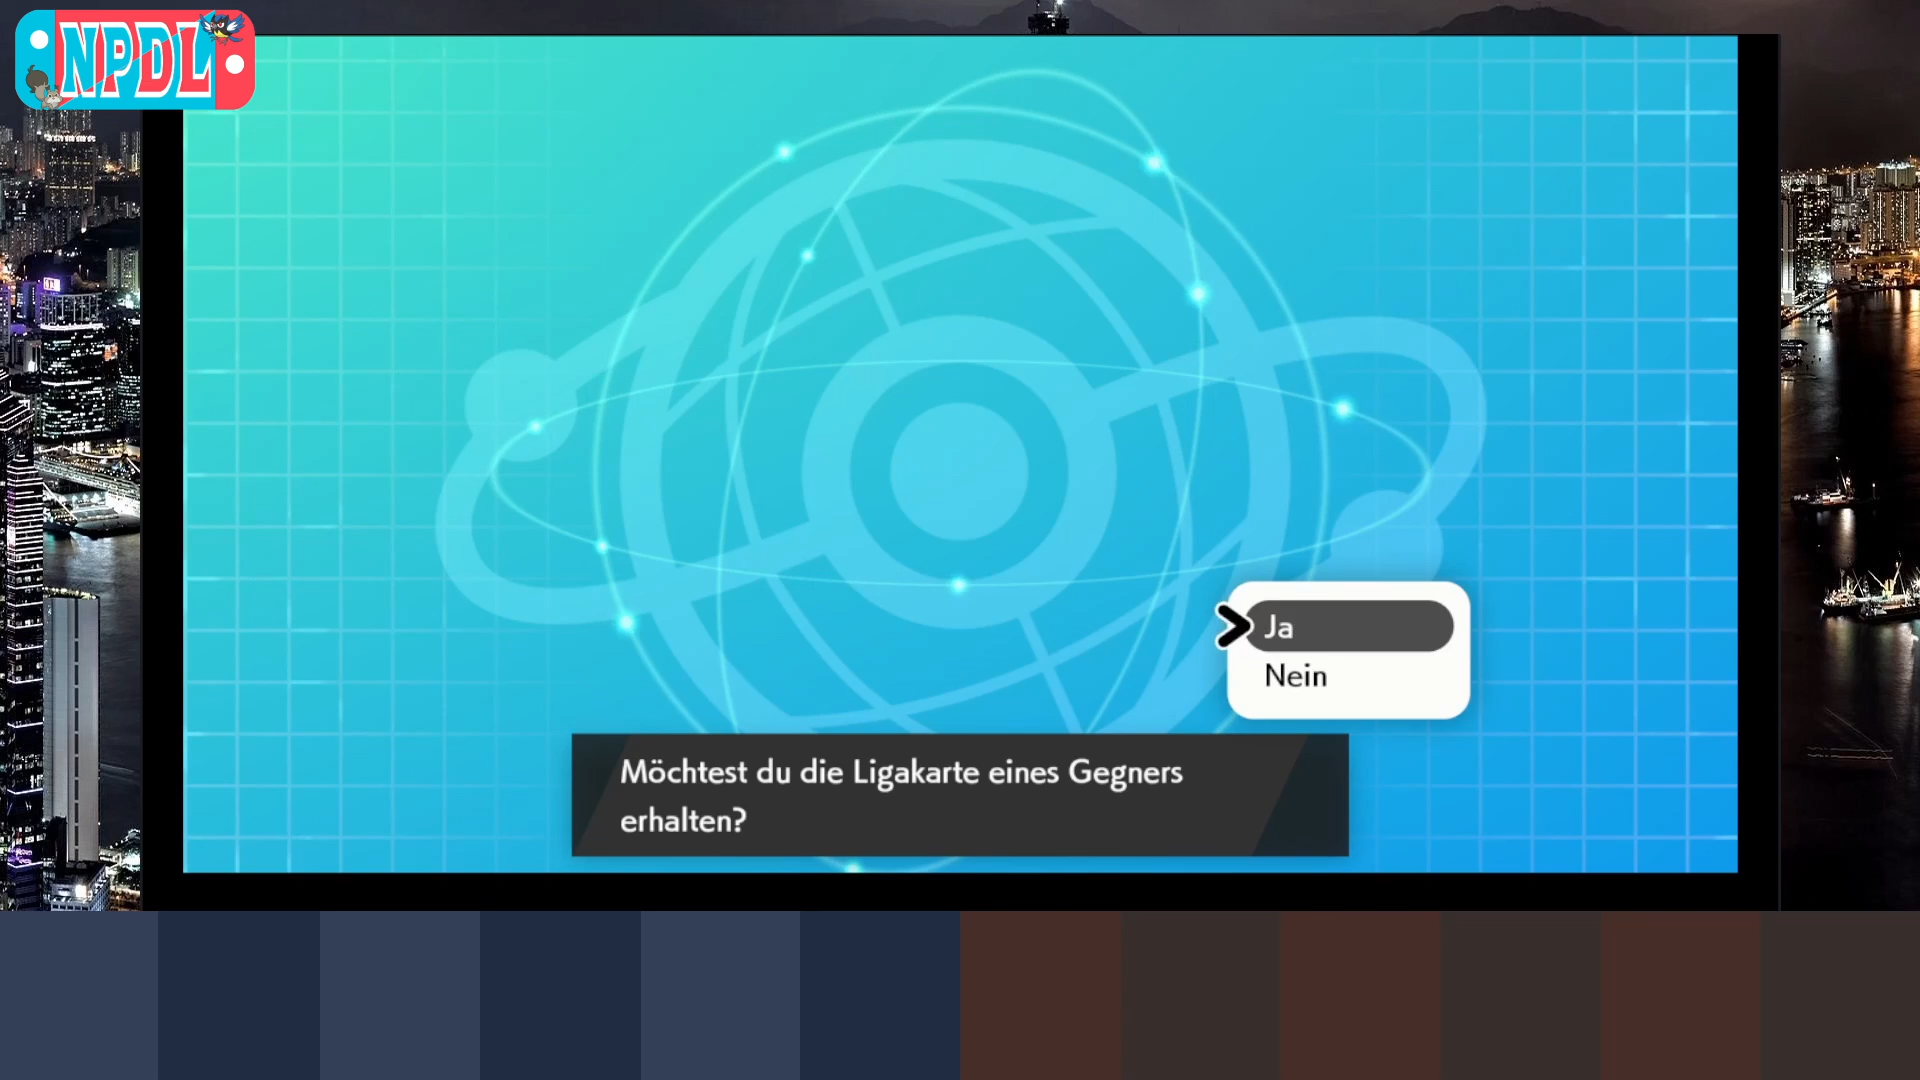 NPDL
Ja
Nein
Möchtest du die Ligakarte eines Gegners
erhalten?